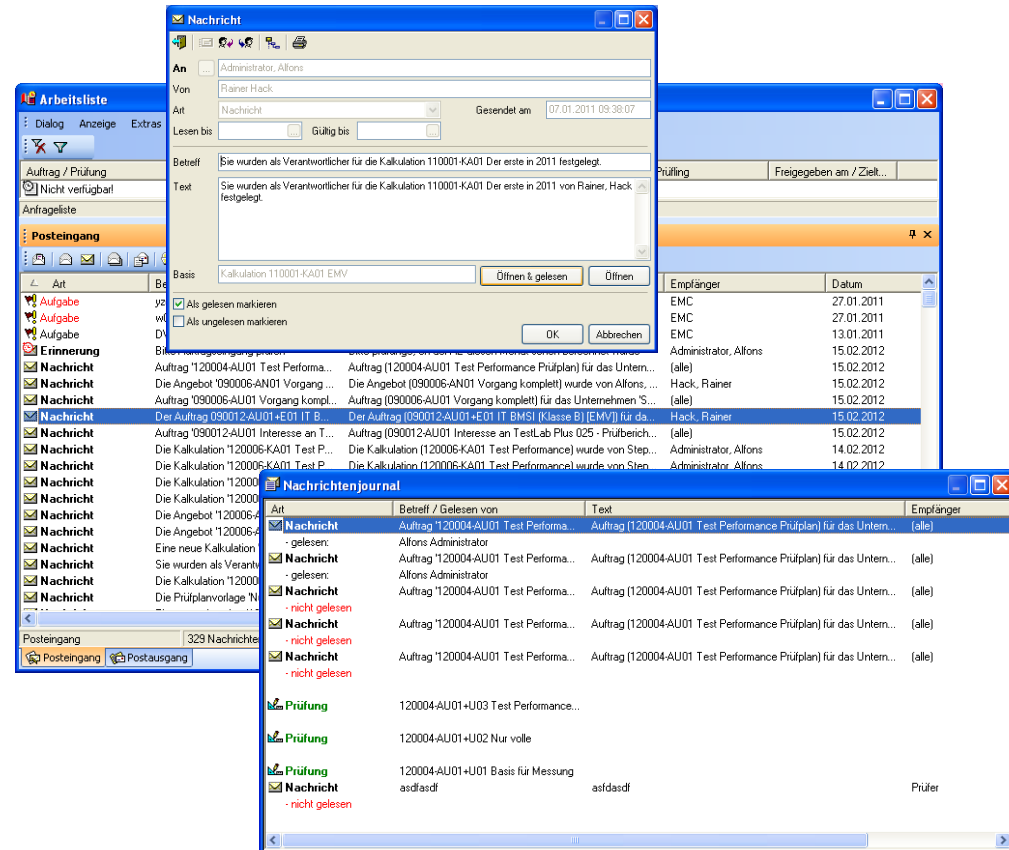 Nachricht
An ... Administrator, Alfons
Von Rainer Hack
Art Nachricht Gesendet am 07.01.2011 09:38:07
Lesen bis ... Gültig bis ...
Betreff Sie wurden als Verantwortlicher für die Kalkulation 110001-KA01 Der erste in 2011 festgelegt.
Text Sie wurden als Verantwortlicher für die Kalkulation 110001-KA01 Der erste in 2011 von Rainer, Hack
festgelegt.
Basis Kalkulation 110001-KA01 EMV Öffnen & gelesen Öffnen
Als gelesen markieren
Als ungelesen markieren
OK Abbrechen
Arbeitsliste
Dialog Anzeige Extras
Auftrag / Prüfung Prüfling Freigegeben am / Zielt...
Nicht verfügbar!
Anfrageliste
Posteingang
Art Empfänger Datum
Aufgabe EMC 27.01.2011
Aufgabe EMC 27.01.2011
Aufgabe EMC 13.01.2011
Erinnerung Administrator, Alfons 15.02.2012
Nachricht Auftrag '120004-AU01 Test Performa... Auftrag (120004-AU01 Test Performance Prüfplan) für das Untern... (alle) 15.02.2012
Nachricht Die Angebot '090006-AN01 Vorgang ... Die Angebot (090006-AN01 Vorgang komplett) wurde von Alfons, ... Hack, Rainer 15.02.2012
Nachricht Auftrag '090006-AU01 Vorgang kompl... Auftrag (090006-AU01 Vorgang komplett) für das Unternehmen 'S... (alle) 15.02.2012
Nachricht Der Auftrag 090012-AU01+E01 IT B... Der Auftrag (090012-AU01+E01 IT BMSI (Klasse B) [EMV]) für da... Hack, Rainer 15.02.2012
Nachricht Auftrag '090012-AU01 Interesse an T... Auftrag (090012-AU01 Interesse an TestLab Plus 025 - Prüfberich... (alle) 15.02.2012
Nachricht Die Kalkulation '120006-KA01 Test P... Die Kalkulation (120006-KA01 Test Performance) wurde von Step... Administrator, Alfons 14.02.2012
Nachricht Die Kalkulation '120006-KA01 Test P... Die Kalkulation (120006-KA01 Test Performance) wurde von Step... Administrator, Alfons 14.02.2012
Nachricht Die Kalkulation '12000
Nachricht Die Kalkulation '12000
Nachricht Die Angebot '120006-A
Nachricht Die Angebot '120006-A
Nachricht Eine neue Kalkulation
Nachricht Sie wurden als Verantw
Nachricht Die Kalkulation '12000
Nachricht Die Prüfplanvorlage 'N
Posteingang 329 Nachrichte
Posteingang Postausgang
Nachrichtenjournal
Art Betreff / Gelesen von Text Empfänger
Nachricht Auftrag '120004-AU01 Test Performa... Auftrag (120004-AU01 Test Performance Prüfplan) für das Untern... (alle)
- gelesen: Alfons Administrator
Nachricht Auftrag '120004-AU01 Test Performa... Auftrag (120004-AU01 Test Performance Prüfplan) für das Untern... (alle)
- gelesen: Alfons Administrator
Nachricht Auftrag '120004-AU01 Test Performa... Auftrag (120004-AU01 Test Performance Prüfplan) für das Untern... (alle)
- nicht gelesen
Nachricht Auftrag '120004-AU01 Test Performa... Auftrag (120004-AU01 Test Performance Prüfplan) für das Untern... (alle)
- nicht gelesen
Nachricht Auftrag '120004-AU01 Test Performa... Auftrag (120004-AU01 Test Performance Prüfplan) für das Untern... (alle)
- nicht gelesen
Prüfung 120004-AU01+U03 Test Performance...
Prüfung 120004-AU01+U02 Nur volle
Prüfung 120004-AU01+U01 Basis für Messung
Nachricht asdfasdf asfdasdf Prüfer
- nicht gelesen